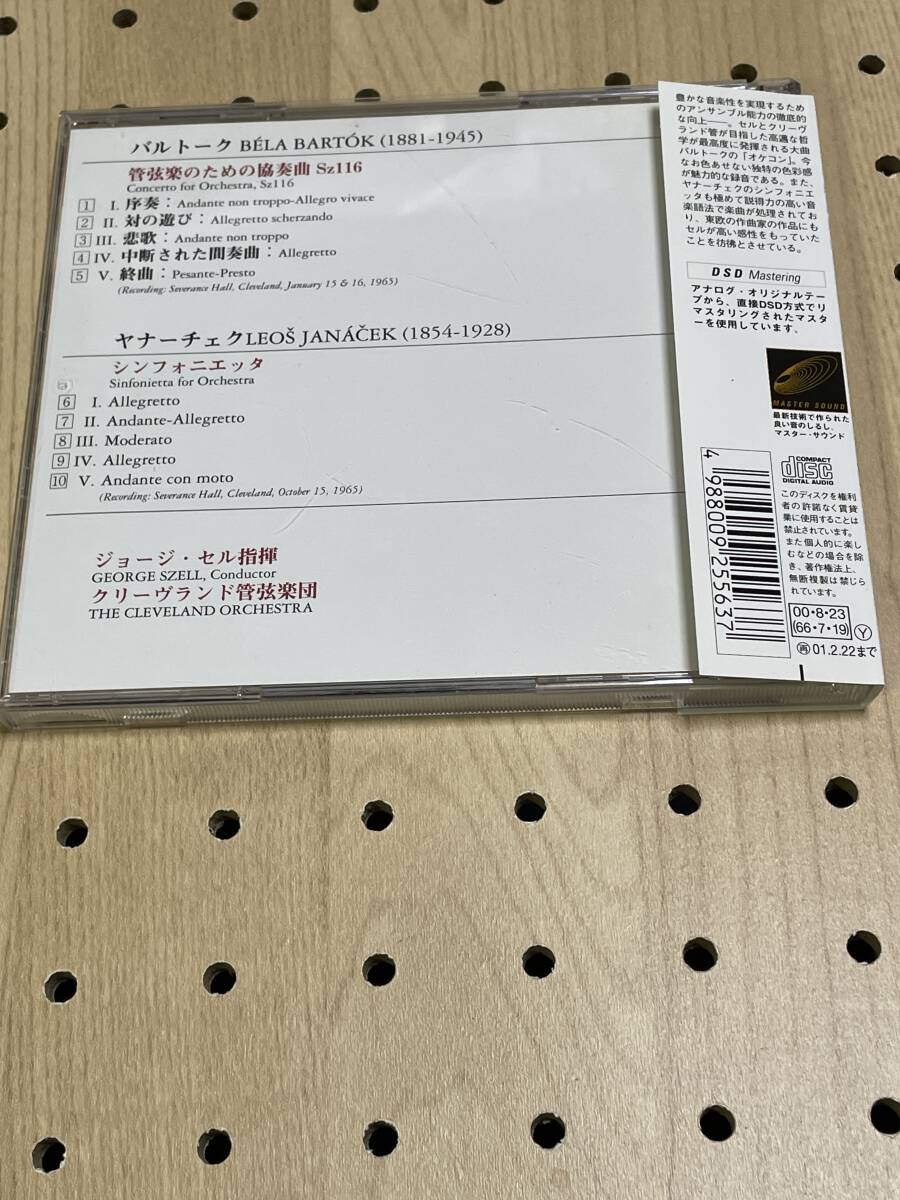 バルトーク BÉLA BARTÓK (1881-1945)
管弦楽のための協奏曲 Sz116
Concerto for Orchestra, Sz116
1 I. 序奏：Andante non troppo-Allegro vivace
2 II. 対の遊び：Allegretto scherzando
3 III. 悲歌：Andante non troppo
4 IV. 中断された間奏曲：Allegretto
5 V. 終曲：Pesante-Presto
(Recording: Severance Hall, Cleveland, January 15 & 16, 1965)
ヤナーチェクLEOŠ JANÁČEK (1854-1928)
シンフォニエッタ
Sinfonietta for Orchestra
6 I. Allegretto
7 II. Andante-Allegretto
8 III. Moderato
9 IV. Allegretto
10 V. Andante con moto
(Recording: Severance Hall, Cleveland, October 15, 1965)
ジョージ・セル指揮
GEORGE SZELL, Conductor
クリーヴランド管弦楽団
THE CLEVELAND ORCHESTRA
豊かな音楽性を実現するため
のアンサンブル能力の徹底的
な向上――。セルとクリーヴ
ランド管が目指した高邁な哲
学が最高度に発揮される大曲
バルトークの「オケコン」。今
なお色あせない独特の色彩感
が魅力的な録音である。また、
ヤナーチェクのシンフォニエ
ッタも極めて説得力の高い音
楽語法で楽曲が処理されてお
り、東欧の作曲家の作品にも
セルが高い感性をもっていた
ことを彷彿とさせている。
DSD Mastering
アナログ・オリジナルテー
プから、直接DSD方式でリ
マスタリングされたマスタ
ーを使用しています。
MASTER SOUND
最新技術で作られた
良い音のしるし、
マスター・サウンド
4 988009 255637
COMPACT
disc
DIGITAL AUDIO
このディスクを権利
者の許諾なく賃貸
業に使用することは
禁止されています。
また個人的に楽し
むなどの場合を除
き、著作権法上、
無断複製は禁じら
れています。
00・8・23
(66・7・19) Ⓨ
再 01.2.22まで